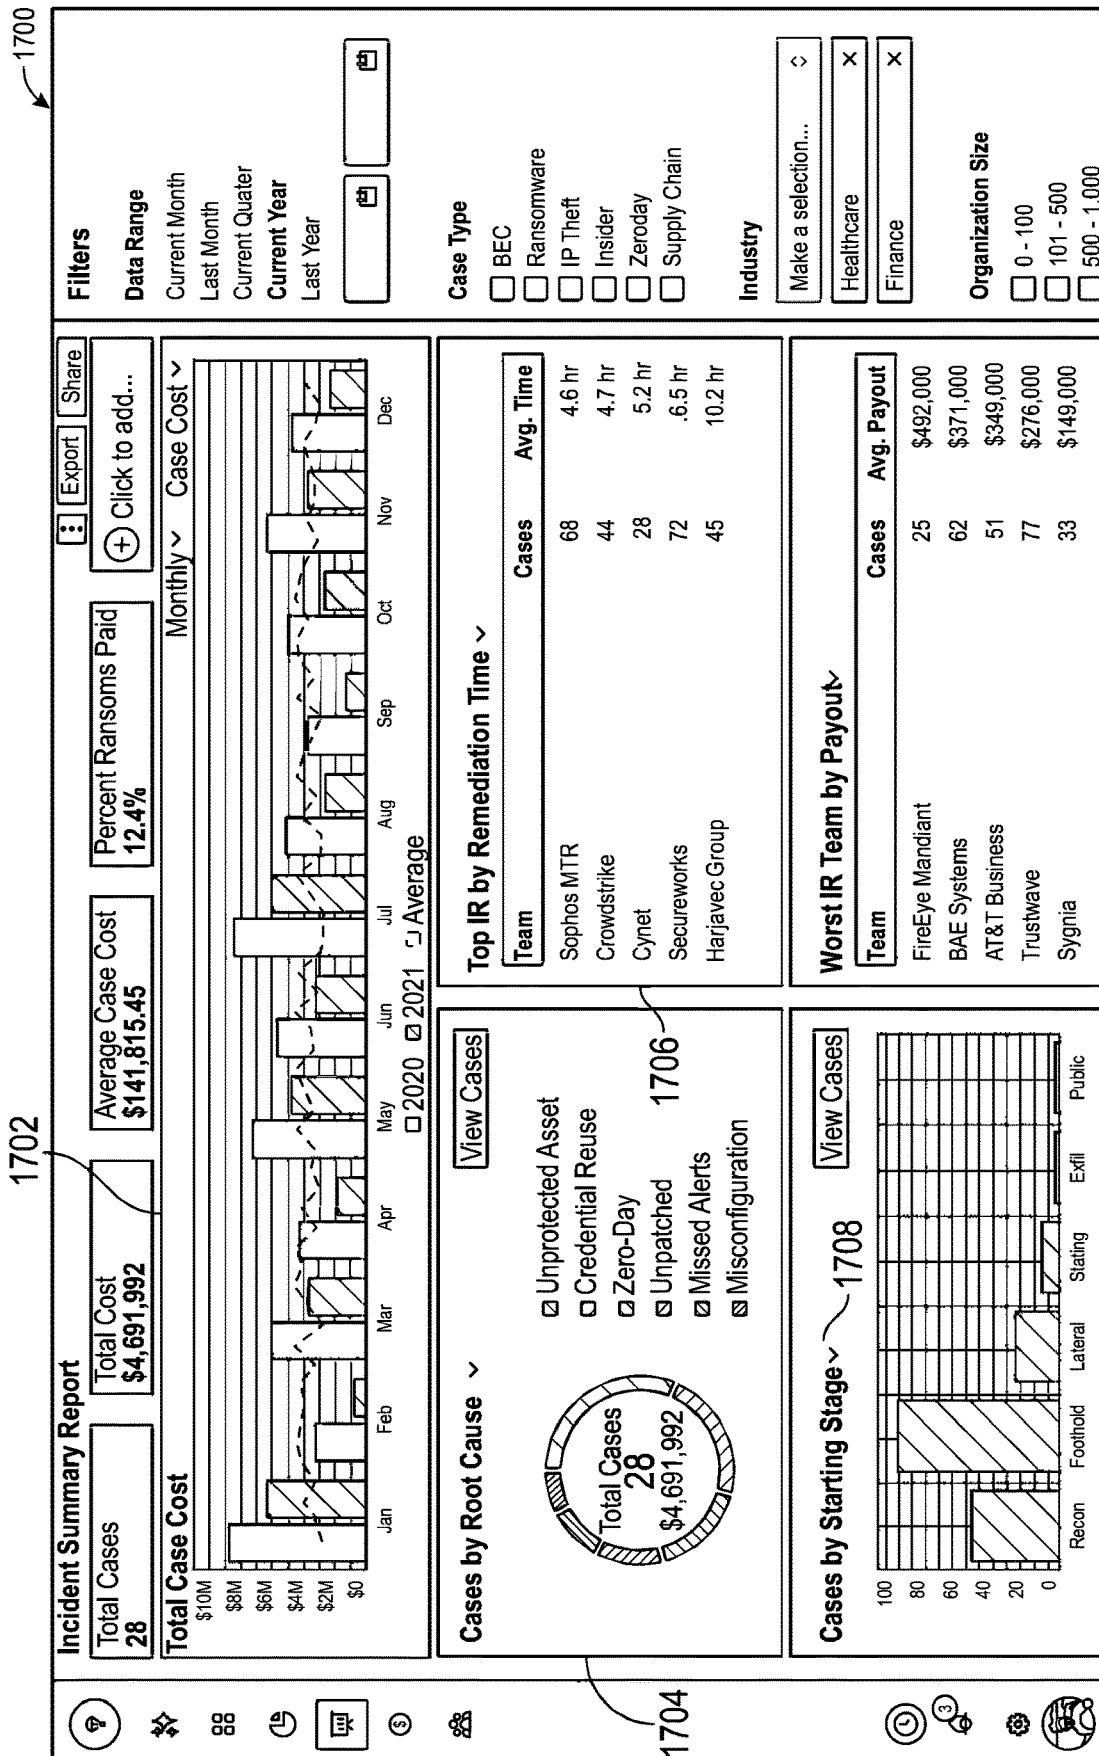 1700
1702
Incident Summary Report
Export
Share
Total Cases
28
Total Cost
$4,691,992
Average Case Cost
$141,815.45
Percent Ransoms Paid
12.4%
Click to add...
Total Case Cost
Monthly
Case Cost
$10M
$8M
$6M
$4M
$2M
$0
Jan Feb Mar Apr May Jun Jul Aug Sep Oct Nov Dec
2020 2021 Average
Cases by Root Cause
View Cases
Total Cases
28
$4,691,992
Unprotected Asset
Credential Reuse
Zero-Day
Unpatched
Missed Alerts
Misconfiguration
1704
Top IR by Remediation Time
Team Cases Avg. Time
Sophos MTR 68 4.6 hr
Crowdstrike 44 4.7 hr
Cynet 28 5.2 hr
Secureworks 72 .6.5 hr
Harjavec Group 45 10.2 hr
1706
Cases by Starting Stage
1708
View Cases
100
80
60
40
20
0
Recon Foothold Lateral Stating Exfill Public
Worst IR Team by Payout
Team Cases Avg. Payout
FireEye Mandiant 25 $492,000
BAE Systems 62 $371,000
AT&T Business 51 $349,000
Trustwave 77 $276,000
Sygnia 33 $149,000
Filters
Data Range
Current Month
Last Month
Current Quater
Current Year
Last Year
Case Type
BEC
Ransomware
IP Theft
Insider
Zeroday
Supply Chain
Industry
Make a selection...
Healthcare X
Finance X
Organization Size
0 - 100
101 - 500
500 - 1,000
3